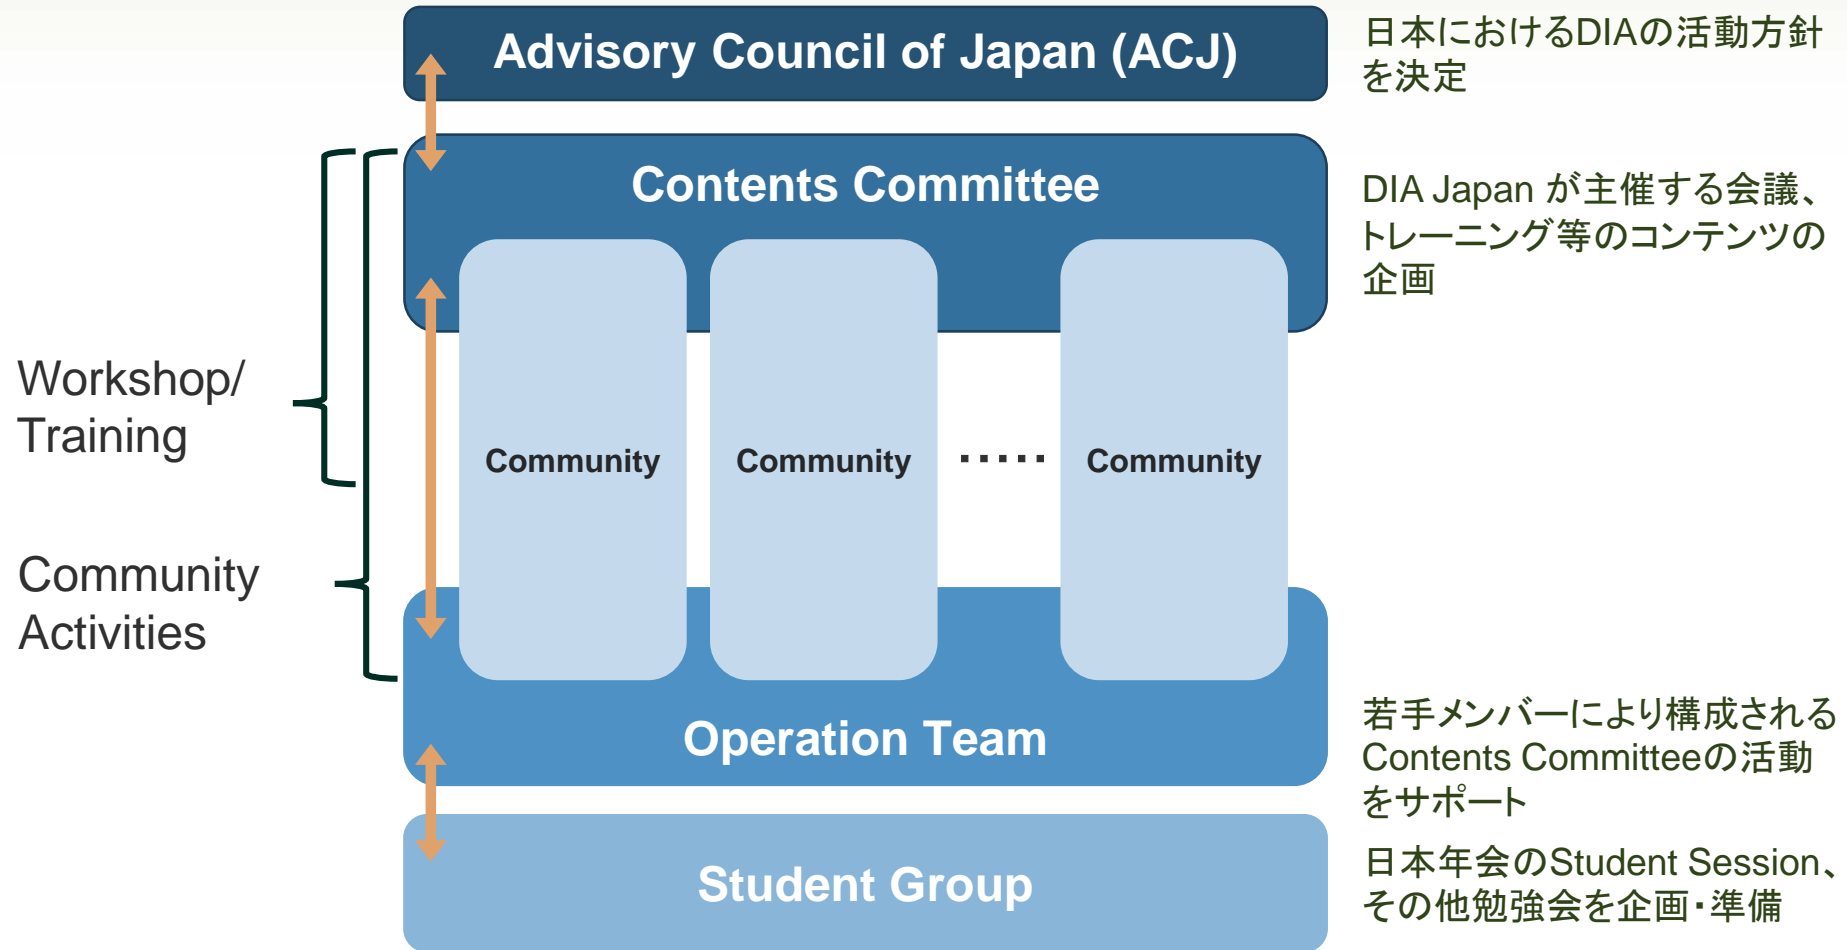 Advisory Council of Japan (ACJ)
日本におけるDIAの活動方針
を決定
Contents Committee
DIA Japan が主催する会議、
トレーニング等のコンテンツの
企画
Workshop/
Training
Community
Community
.....
Community
Community
Activities
Operation Team
若手メンバーにより構成される
Contents Committeeの活動
をサポート
Student Group
日本年会のStudent Session、
その他勉強会を企画・準備